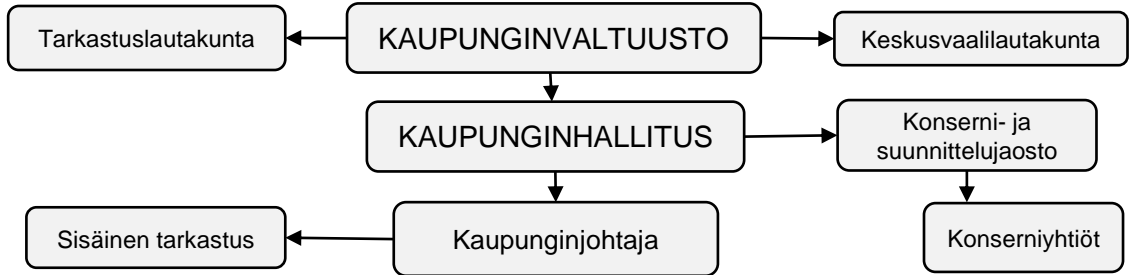 Tarkastuslautakunta
KAUPUNGINVALTUUSTO
Keskusvaalilautakunta
KAUPUNGINHALLITUS
Konserni- ja
suunnittelujaosto
Sisäinen tarkastus
Kaupunginjohtaja
Konserniyhtiöt